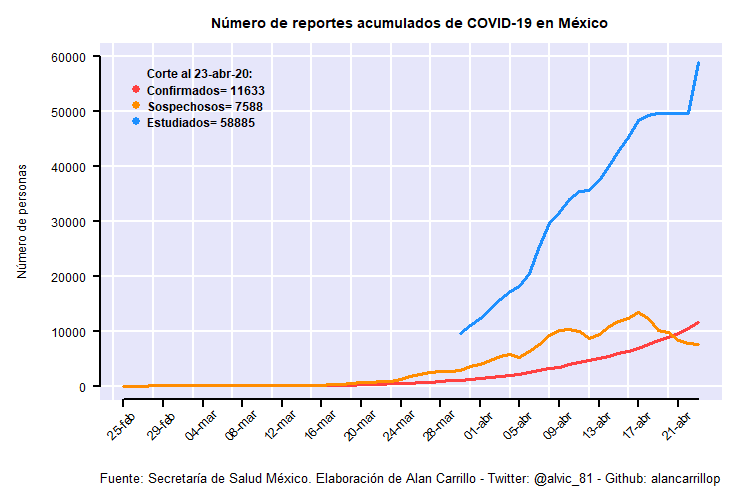 Número de reportes acumulados de COVID-19 en México
60000
50000
40000
30000
20000
10000
0
Número de personas
Corte al 23-abr-20:
Confirmados= 11633
Sospechosos= 7588
Estudiados= 58885
25-feb
29-feb
04-mar
08-mar
12-mar
16-mar
20-mar
24-mar
28-mar
01-abr
05-abr
09-abr
13-abr
17-abr
21-abr
Fuente: Secretaría de Salud México. Elaboración de Alan Carrillo - Twitter: @alvic_81 - Github: alancarrillop